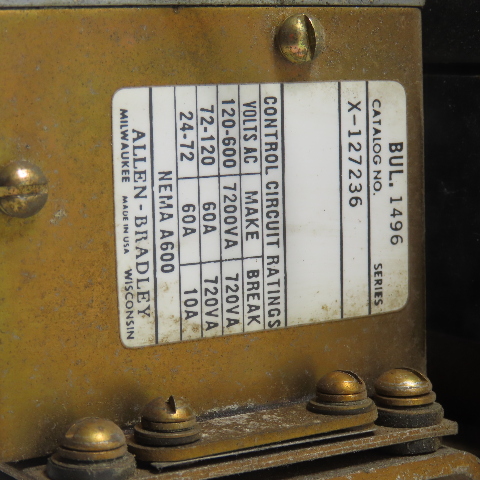 BUL. 1496
CATALOG NO. SERIES
X-127236
CONTROL CIRCUIT RATINGS
VOLTS AC MAKE BREAK
120-600 7200VA 720VA
72-120 60A 720VA
24-72 60A 10A
NEMA A600
ALLEN-BRADLEY
MILWAUKEE MADE IN USA WISCONSIN